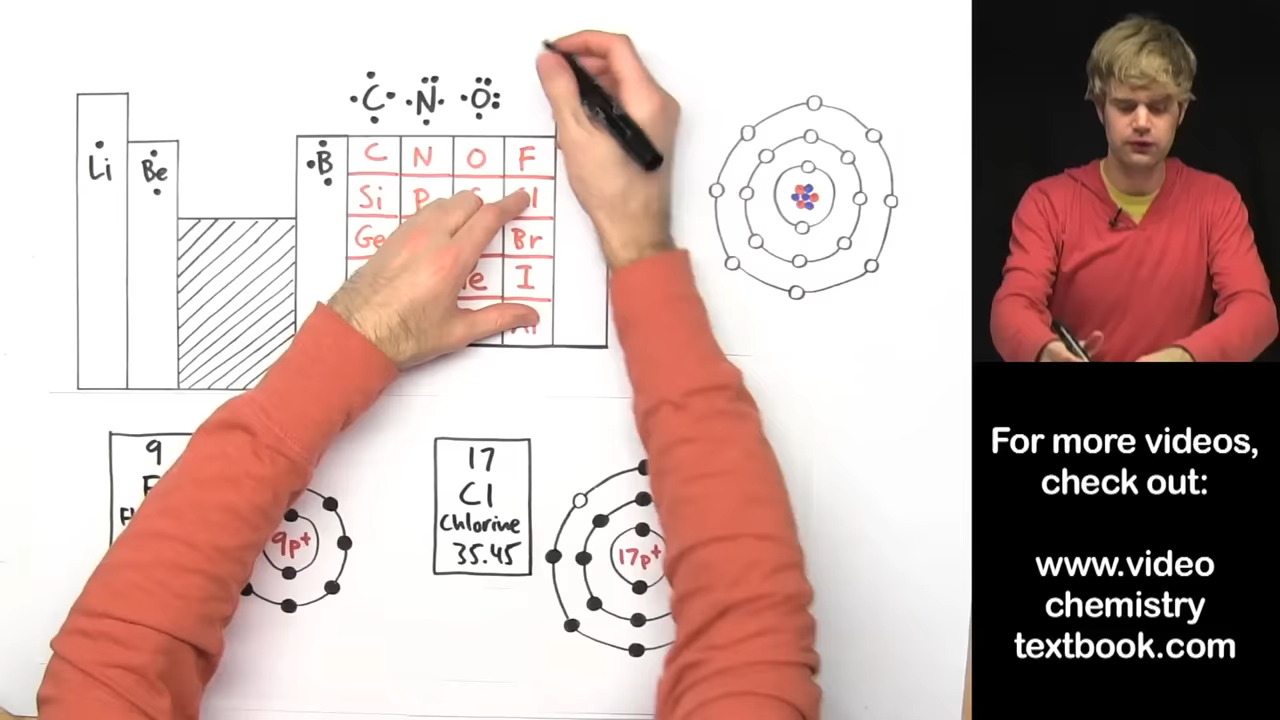 C N O
Li Be B C N O F
Si P
Ge Br
I
9
17
Cl
Chlorine
35.45
9p+
17p+
For more videos,
check out:
www.video
chemistry
textbook.com